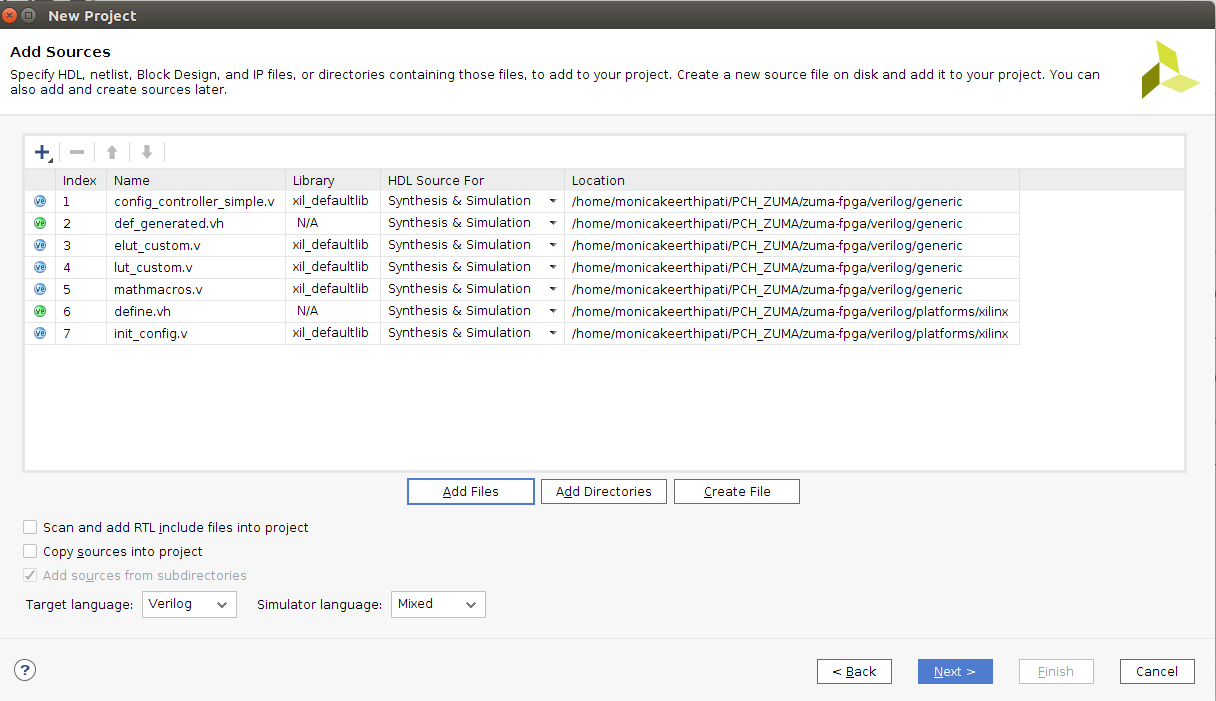 New Project
Add Sources
Specify HDL, netlist, Block Design, and IP files, or directories containing those files, to add to your project. Create a new source file on disk and add it to your project. You can
also add and create sources later.
Index Name Library HDL Source For Location
1 config_controller_simple.v xil_defaultlib Synthesis & Simulation /home/monicakeerthipati/PCH_ZUMA/zuma-fpga/verilog/generic
2 def_generated.vh N/A Synthesis & Simulation /home/monicakeerthipati/PCH_ZUMA/zuma-fpga/verilog/generic
3 elut_custom.v xil_defaultlib Synthesis & Simulation /home/monicakeerthipati/PCH_ZUMA/zuma-fpga/verilog/generic
4 lut_custom.v xil_defaultlib Synthesis & Simulation /home/monicakeerthipati/PCH_ZUMA/zuma-fpga/verilog/generic
5 mathmacros.v xil_defaultlib Synthesis & Simulation /home/monicakeerthipati/PCH_ZUMA/zuma-fpga/verilog/generic
6 define.vh N/A Synthesis & Simulation /home/monicakeerthipati/PCH_ZUMA/zuma-fpga/verilog/platforms/xilinx
7 init_config.v xil_defaultlib Synthesis & Simulation /home/monicakeerthipati/PCH_ZUMA/zuma-fpga/verilog/platforms/xilinx
Add Files Add Directories Create File
Scan and add RTL include files into project
Copy sources into project
Add sources from subdirectories
Target language: Verilog Simulator language: Mixed
? < Back Next > Finish Cancel